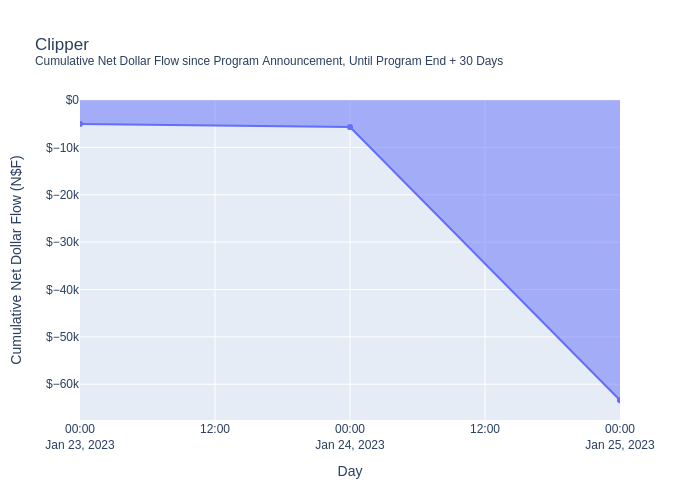 Clipper
Cumulative Net Dollar Flow since Program Announcement, Until Program End + 30 Days
Cumulative Net Dollar Flow (N$F)
$0
$−10k
$−20k
$−30k
$−40k
$−50k
$−60k
00:00 12:00 00:00 12:00 00:00
Jan 23, 2023 Jan 24, 2023 Jan 25, 2023
Day